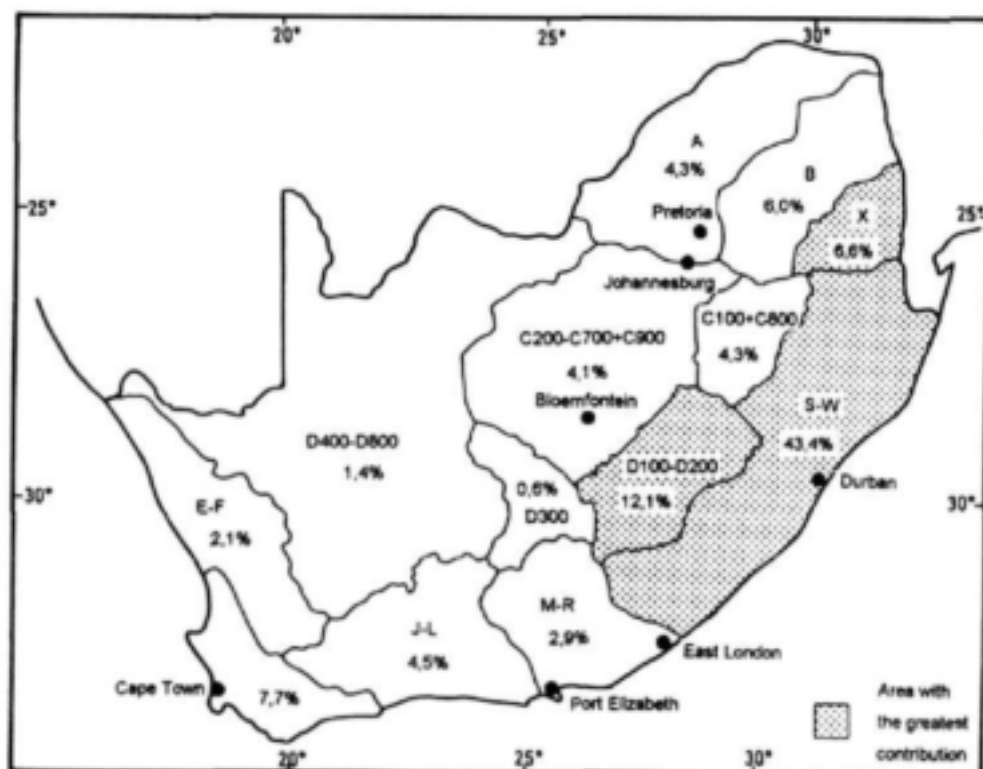 20°
25°
30°
A
4,3%
B
6,0%
X
6,6%
25°
25°
Pretoria
Johannesburg
C100+C800
4,3%
C200-C700+C900
4,1%
Bloemfontein
S-W
43,4%
D400-D800
1,4%
D100-D200
12,1%
0,6%
D300
Durban
30°
30°
E-F
2,1%
M-R
2,9%
J-L
4,5%
East London
Cape Town
7,7%
Port Elizabeth
Area with
the greatest
contribution
20°
25°
30°